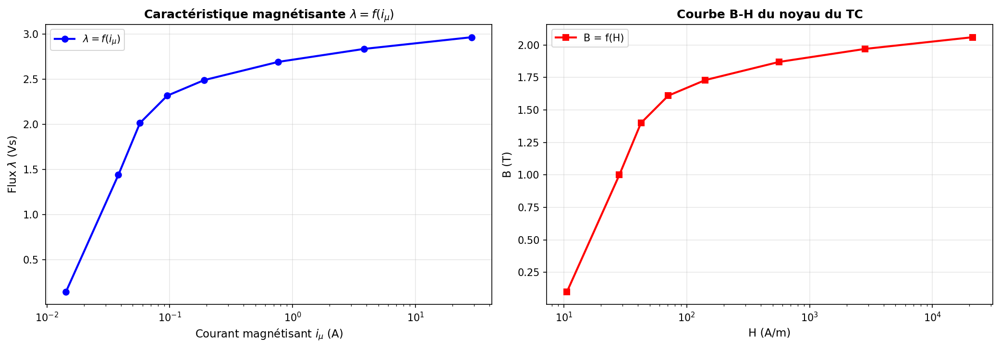 Caractéristique magnétisante λ = f(iμ)
λ = f(iμ)
3.0
2.5
2.0
1.5
1.0
0.5
Flux λ (Vs)
10⁻² 10⁻¹ 10⁰ 10¹
Courant magnétisant iμ (A)
Courbe B-H du noyau du TC
B = f(H)
2.00
1.75
1.50
1.25
1.00
0.75
0.50
0.25
B (T)
10¹ 10² 10³ 10⁴
H (A/m)